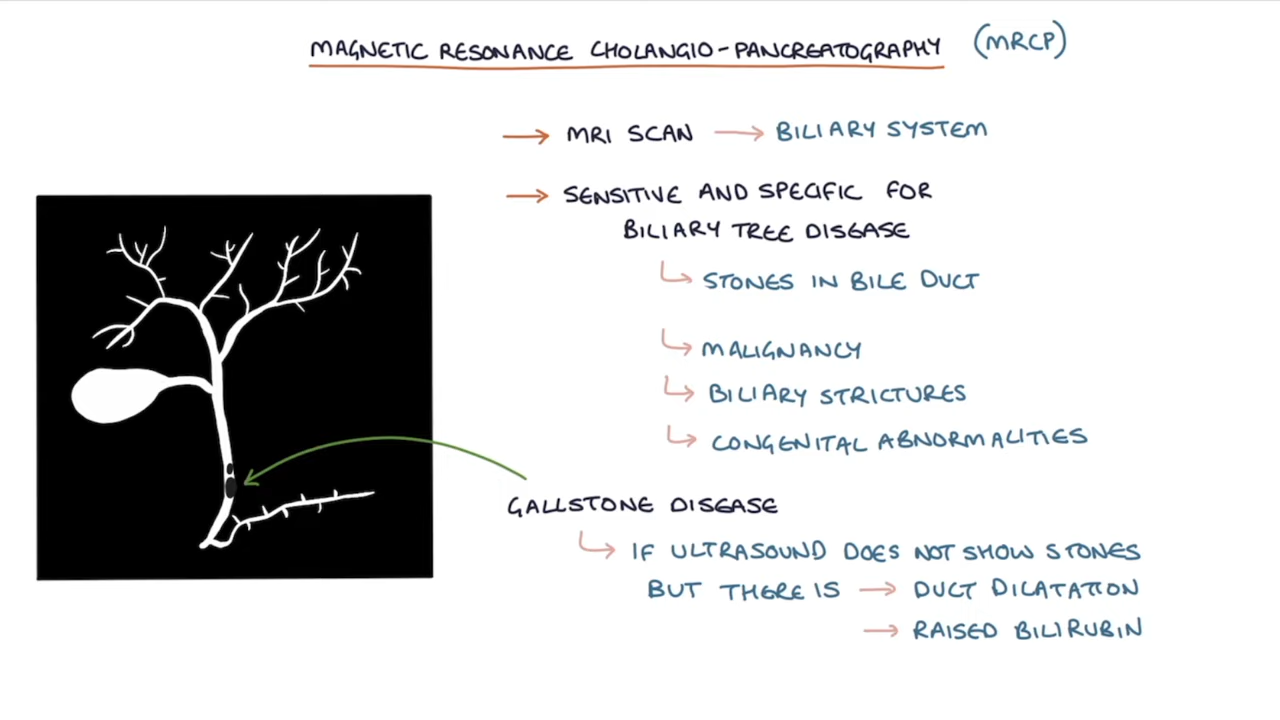 MAGNETIC RESONANCE CHOLANGIO-PANCREATOGRAPHY (MRCP)
→ MRI SCAN → BILIARY SYSTEM
→ SENSITIVE AND SPECIFIC FOR
BILIARY TREE DISEASE
↳ STONES IN BILE DUCT
↳ MALIGNANCY
↳ BILIARY STRICTURES
↳ CONGENITAL ABNORMALITIES
GALLSTONE DISEASE
↳ IF ULTRASOUND DOES NOT SHOW STONES
BUT THERE IS → DUCT DILATATION
→ RAISED BILIRUBIN